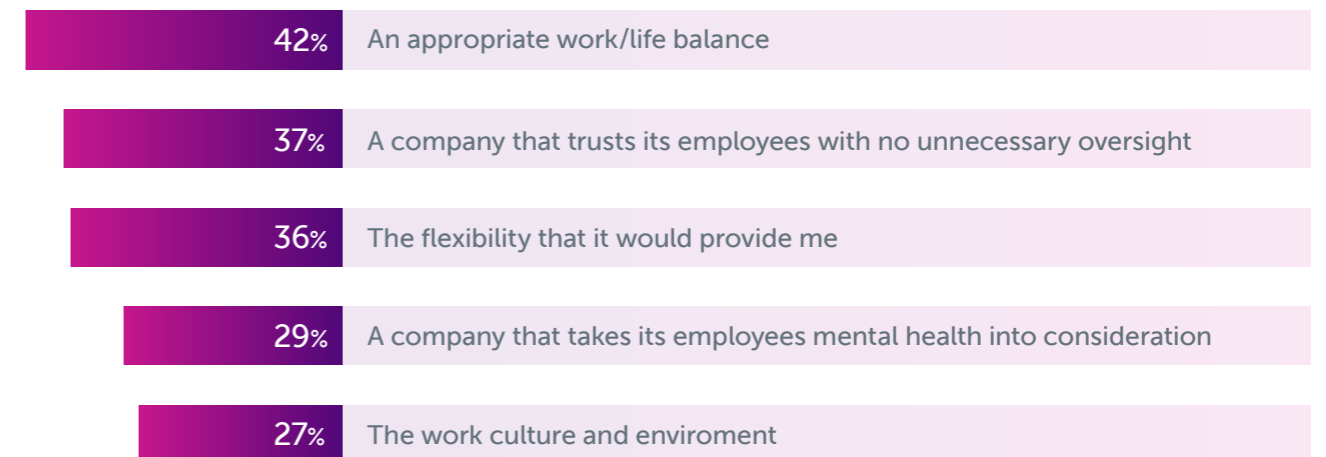 42% An appropriate work/life balance
37% A company that trusts its employees with no unnecessary oversight
36% The flexibility that it would provide me
29% A company that takes its employees mental health into consideration
27% The work culture and enviroment